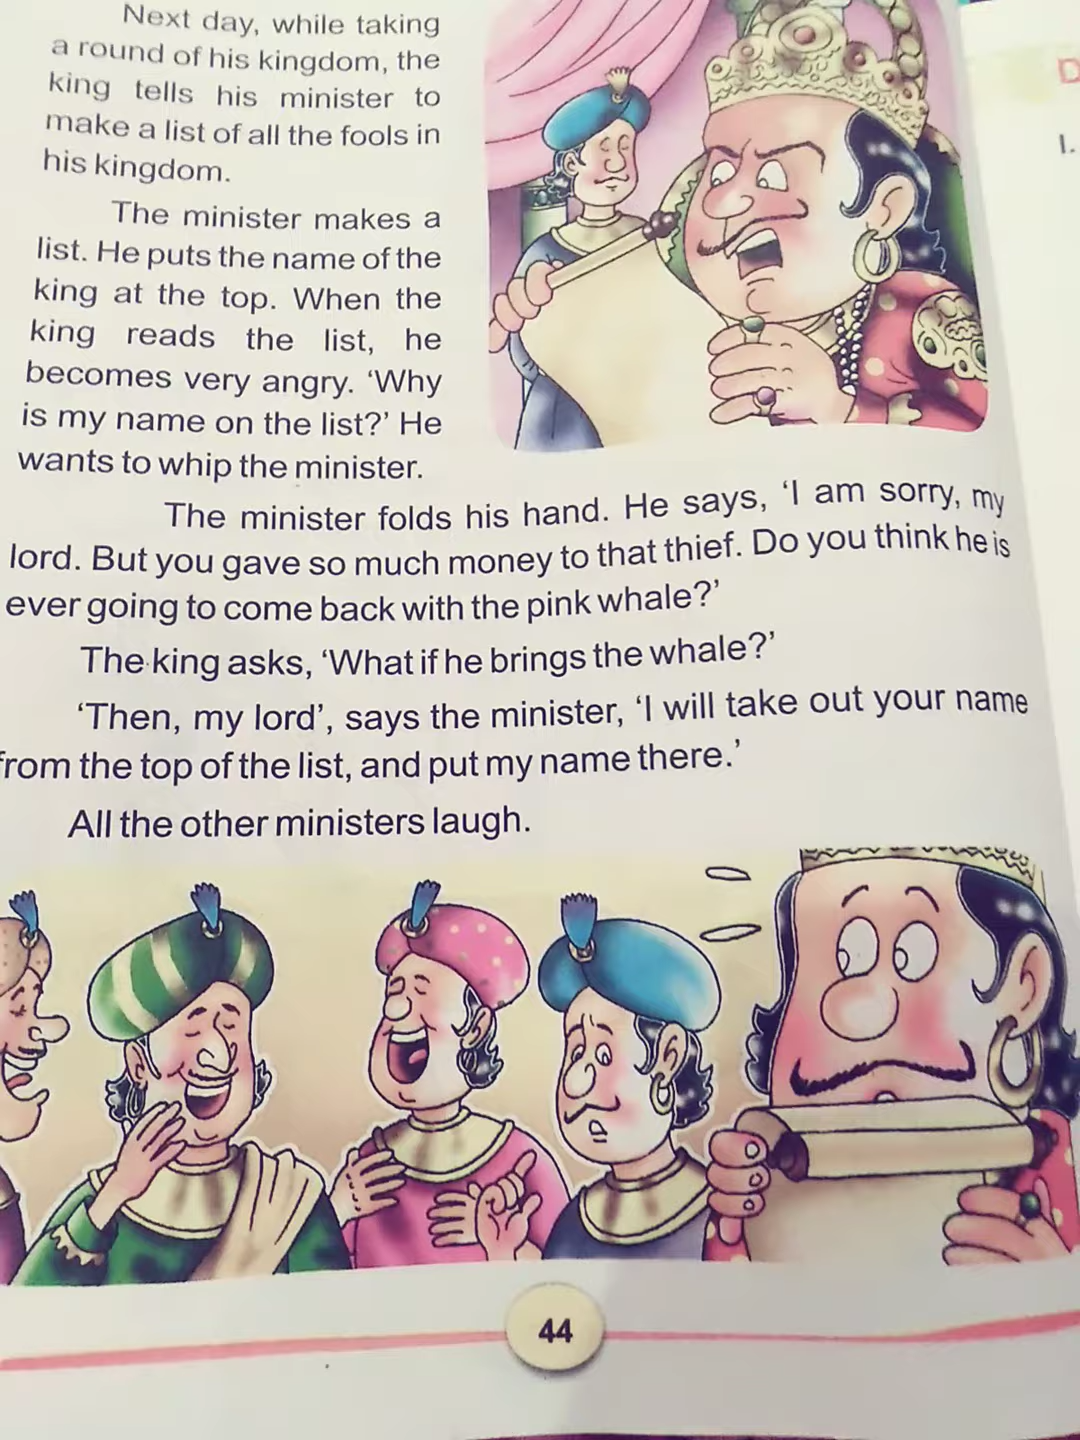 Next day, while taking
a round of his kingdom, the
king tells his minister to
make a list of all the fools in
his kingdom.
The minister makes a
list. He puts the name of the
king at the top. When the
king reads the list, he
becomes very angry. ‘Why
is my name on the list?’ He
wants to whip the minister.
The minister folds his hand. He says, ‘I am sorry, my
lord. But you gave so much money to that thief. Do you think he is
ever going to come back with the pink whale?’
The king asks, ‘What if he brings the whale?’
‘Then, my lord’, says the minister, ‘I will take out your name
from the top of the list, and put my name there.’
All the other ministers laugh.
44
D
I.